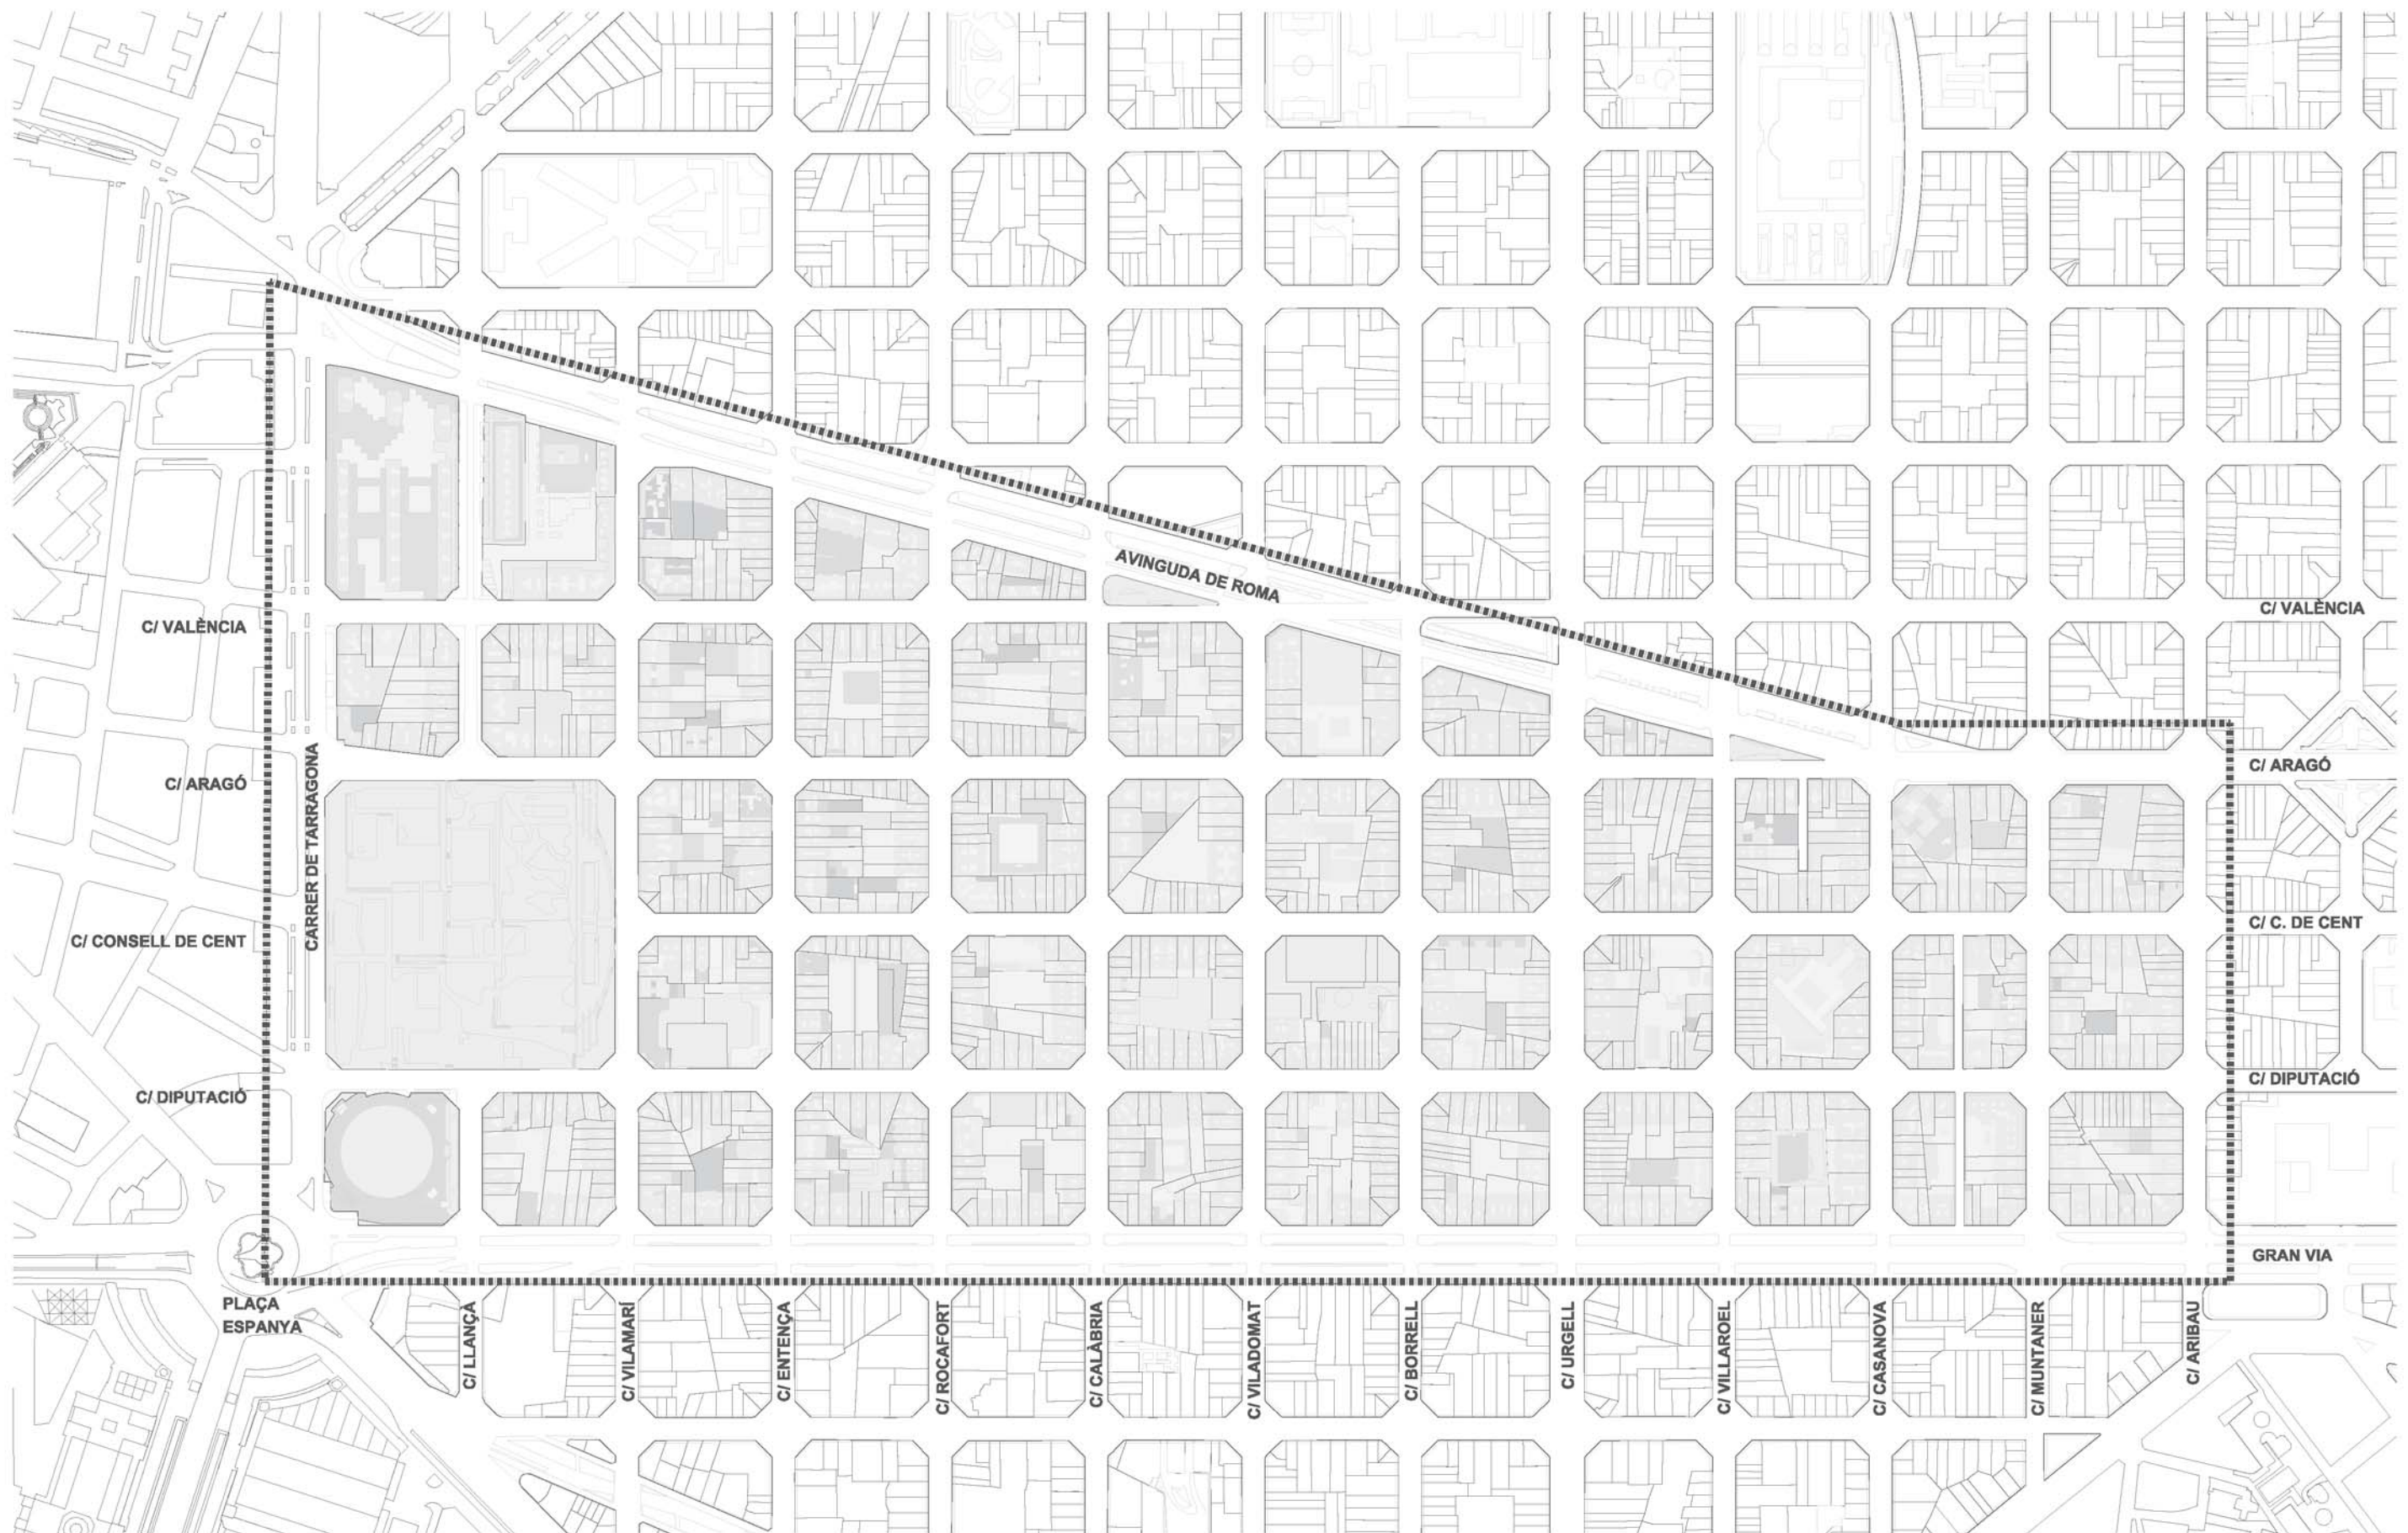 AVINGUDA DE ROMA
C/ VALÈNCIA
C/ VALÈNCIA
C/ ARAGÓ
C/ ARAGÓ
CARRER DE TARRAGONA
C/ CONSELL DE CENT
C/ C. DE CENT
C/ DIPUTACIÓ
C/ DIPUTACIÓ
GRAN VIA
PLAÇA
ESPANYA
C/ LLANÇÀ
C/ VILAMARÍ
C/ ENTENÇA
C/ ROCAFORT
C/ CALÀBRIA
C/ VILADOMAT
C/ BORRELL
C/ URGELL
C/ VILLAROEL
C/ CASANOVA
C/ MUNTANER
C/ ARIBAU